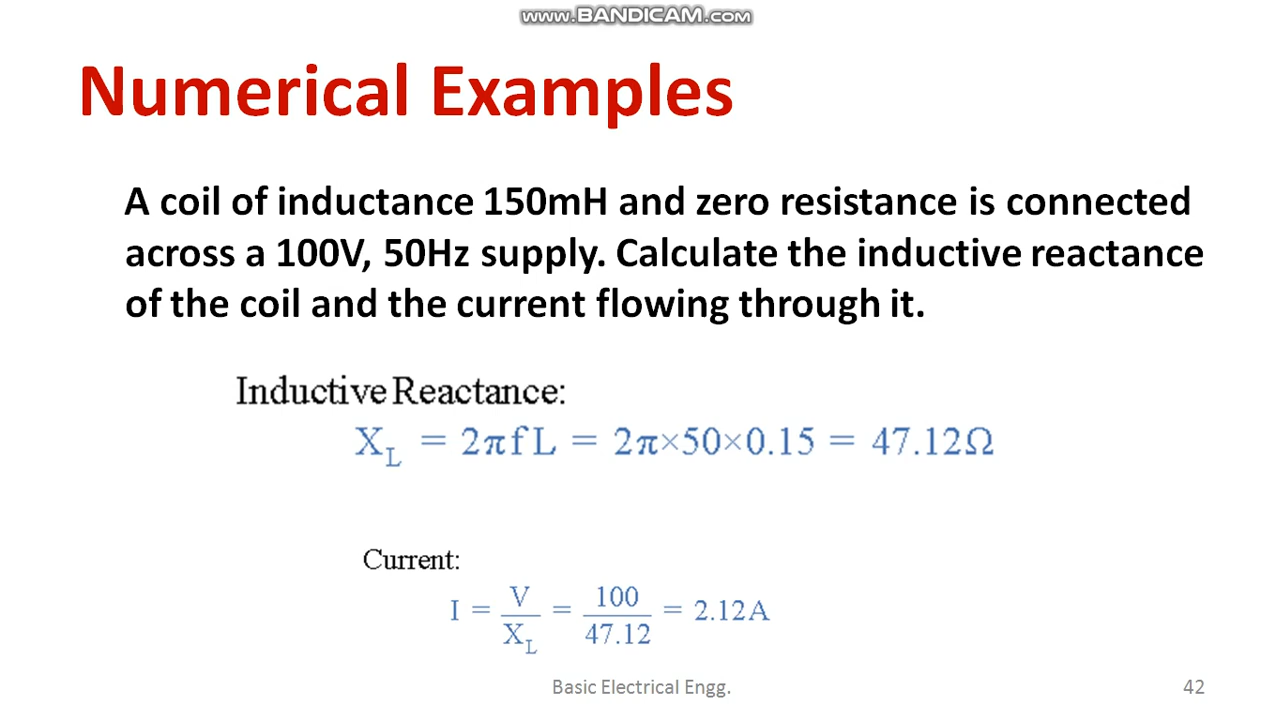 www.BANDICAM.com
Numerical Examples
A coil of inductance 150mH and zero resistance is connected
across a 100V, 50Hz supply. Calculate the inductive reactance
of the coil and the current flowing through it.
Inductive Reactance:
X_L = 2πfL = 2π×50×0.15 = 47.12Ω
Current:
I = V/X_L = 100/47.12 = 2.12A
Basic Electrical Engg. 42